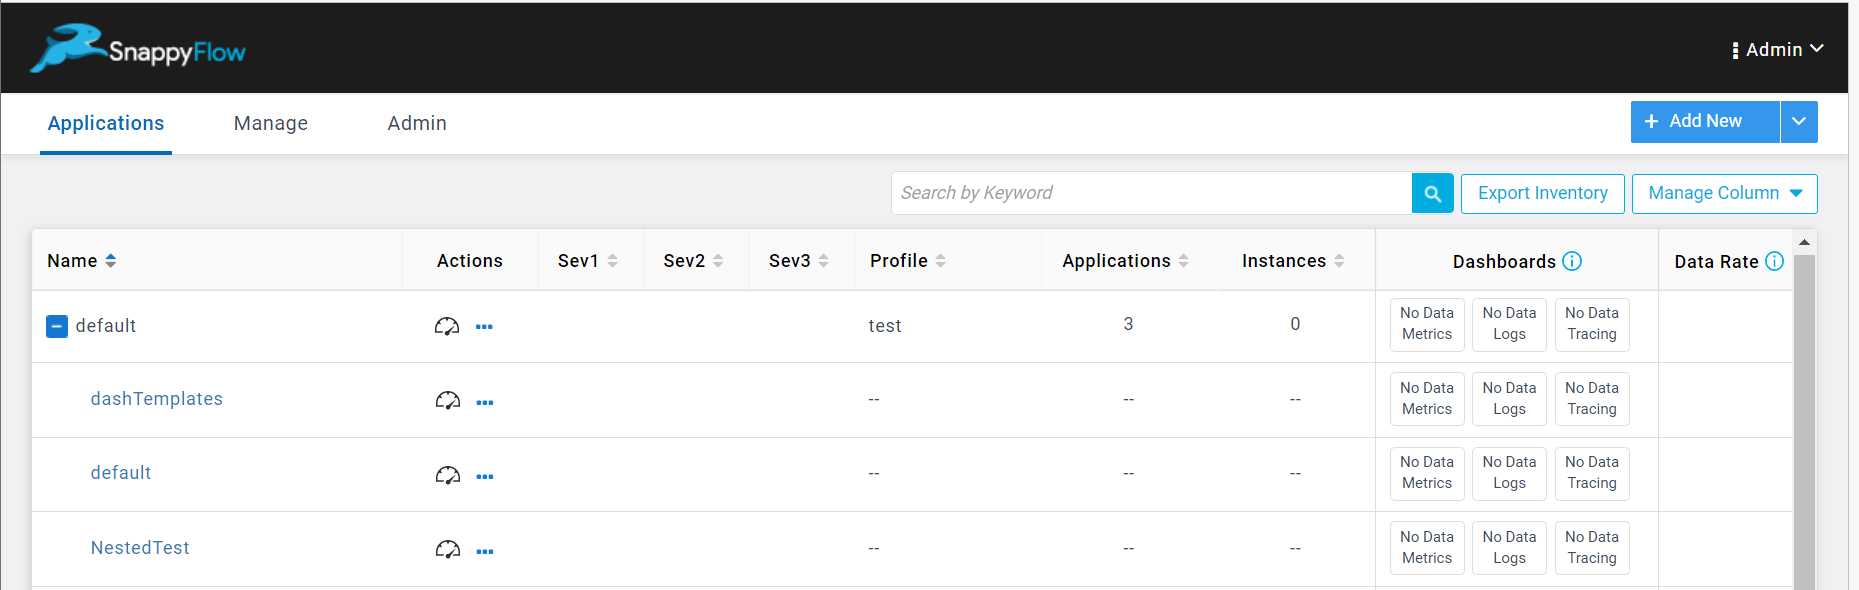 SnappyFlow
Admin
Applications Manage Admin
+ Add New
Search by Keyword
Export Inventory
Manage Column
Name Actions Sev1 Sev2 Sev3 Profile Applications Instances Dashboards Data Rate
default test 3 0 No Data Metrics No Data Logs No Data Tracing
dashTemplates -- -- -- No Data Metrics No Data Logs No Data Tracing
default -- -- -- No Data Metrics No Data Logs No Data Tracing
NestedTest -- -- -- No Data Metrics No Data Logs No Data Tracing